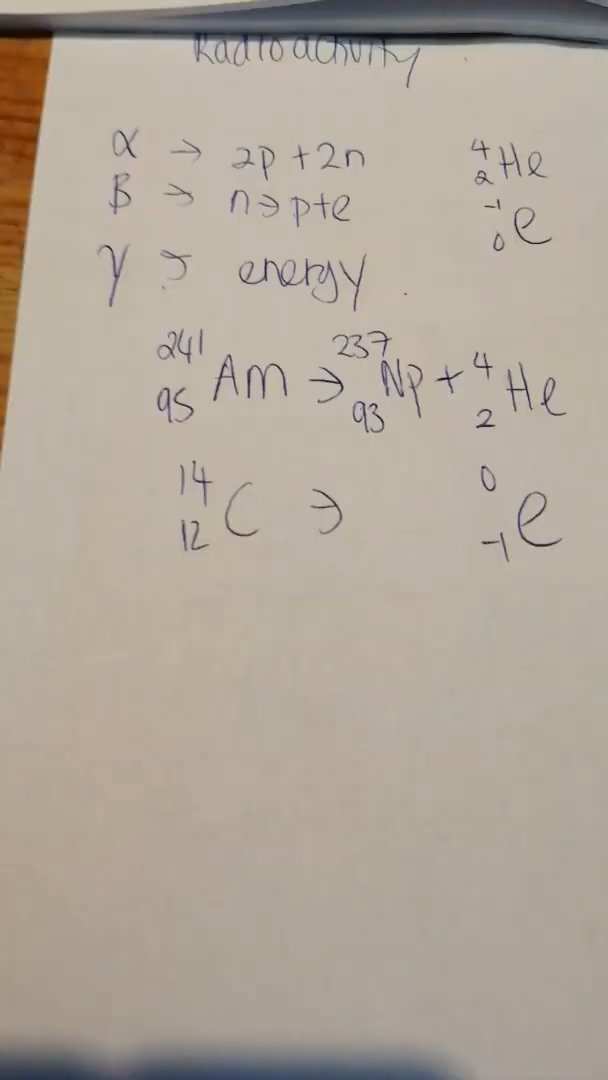 Radioactivity
α → 2p + 2n ⁴₂He
β → n→p+e ⁻¹₀e
γ → energy.
²⁴¹₉₅Am → ²³⁷₉₃Np + ⁴₂He
¹⁴₁₂C → ⁰₋₁e